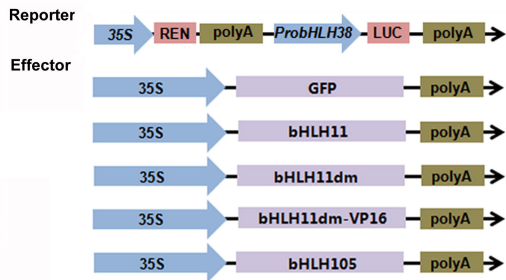 Reporter
35S REN polyA ProbHLH38 LUC polyA
Effector
35S GFP polyA
35S bHLH11 polyA
35S bHLH11dm polyA
35S bHLH11dm-VP16 polyA
35S bHLH105 polyA